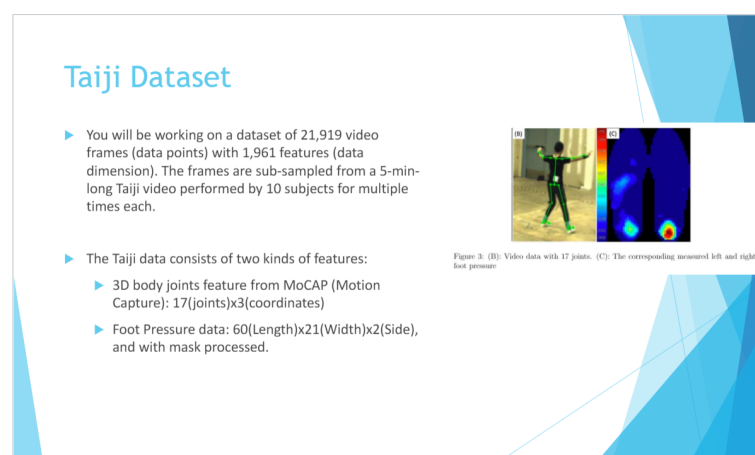 Taiji Dataset
You will be working on a dataset of 21,919 video
frames (data points) with 1,961 features (data
dimension). The frames are sub-sampled from a 5-min-
long Taiji video performed by 10 subjects for multiple
times each.
The Taiji data consists of two kinds of features:
3D body joints feature from MoCAP (Motion
Capture): 17(joints)x3(coordinates)
Foot Pressure data: 60(Length)x21(Width)x2(Side),
and with mask processed.
(B)
(C)
Figure 3: (B): Video data with 17 joints. (C): The corresponding measured left and right
foot pressure